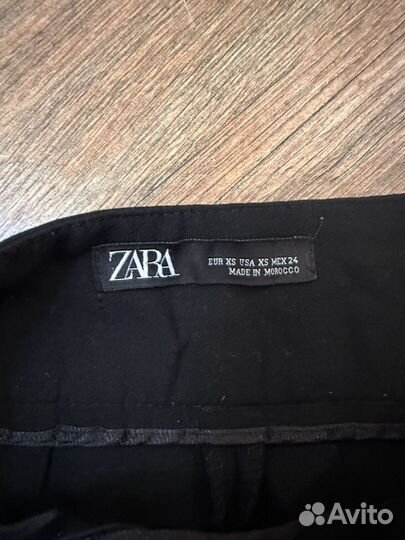 ZARA
EUR XS USA XS MEX 24
MADE IN MOROCCO
Avito